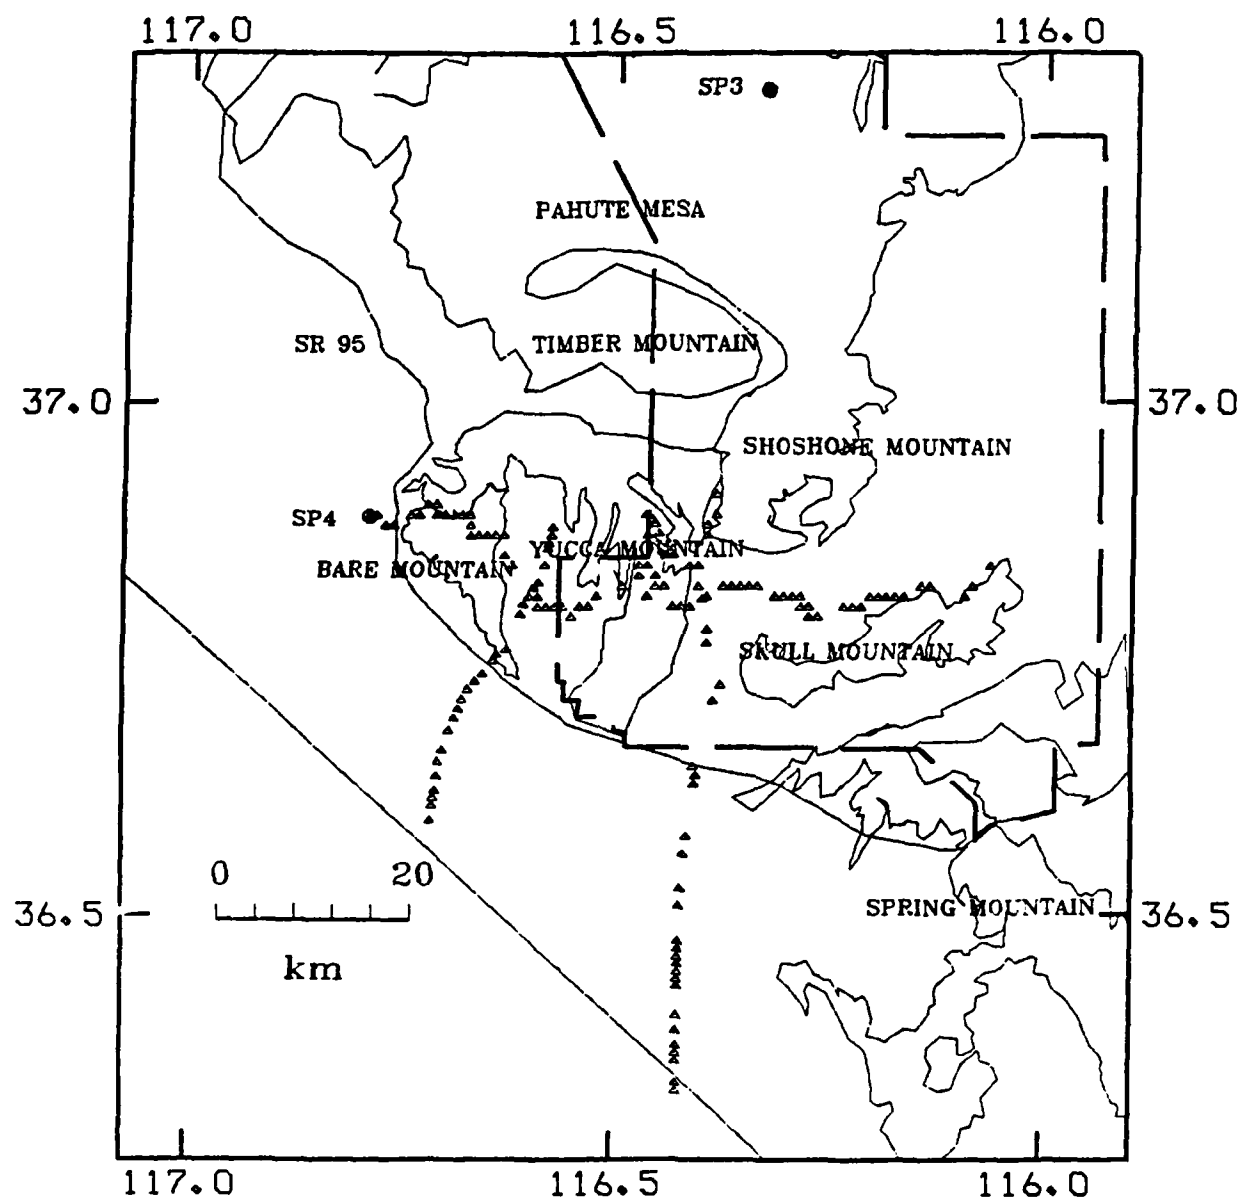 117.0 116.5 116.0
SP3
PAHUTE MESA
SR 95
TIMBER MOUNTAIN
37.0 37.0
SHOSHONE MOUNTAIN
SP4
YUCCA MOUNTAIN
BARE MOUNTAIN
SKULL MOUNTAIN
0 20
SPRING MOUNTAIN
36.5 36.5
km
117.0 116.5 116.0